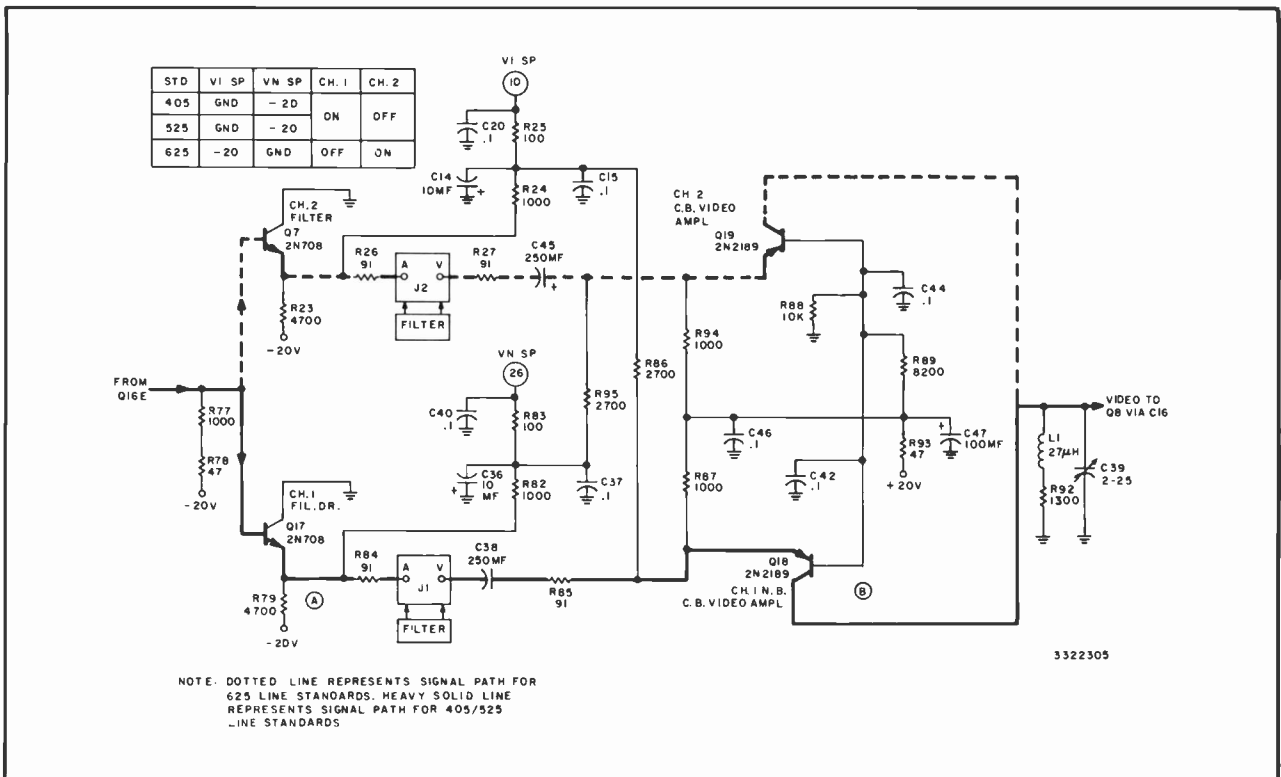 STD VI SP VN SP CH. 1 CH. 2
405 GND - 2D ON OFF
525 GND - 20
625 -20 GND OFF ON
VI SP
10
C20
.1
R25
100
C14
10MF
+
R24
1000
C15
.1
CH.2
FILTER
Q7
2N708
R26
91
A V
J2
FILTER
R27
91
C45
250MF
+
R23
4700
-20V
CH 2
C.B. VIDEO
AMPL
Q19
2N2189
C44
.1
R88
10K
R94
1000
R89
8200
FROM
Q16E
VN SP
26
R86
2700
R95
2700
R77
1000
R78
47
-20V
C40
.1
R83
100
C36
10
MF
+
R82
1000
C37
.1
C46
.1
R87
1000
C42
.1
R93
47
+20V
+
C47
100MF
VIDEO TO
Q8 VIA C16
L1
27μH
C39
2-25
R92
1300
CH.1
FIL.DR.
Q17
2N708
R84
91
A V
J1
FILTER
C38
250MF
R85
91
R79
4700
A
-2DV
Q18
2N2189
CH.1 N.B.
C.B. VIDEO AMPL
B
3322305
NOTE: DOTTED LINE REPRESENTS SIGNAL PATH FOR
625 LINE STANDARDS. HEAVY SOLID LINE
REPRESENTS SIGNAL PATH FOR 405/525
LINE STANDARDS